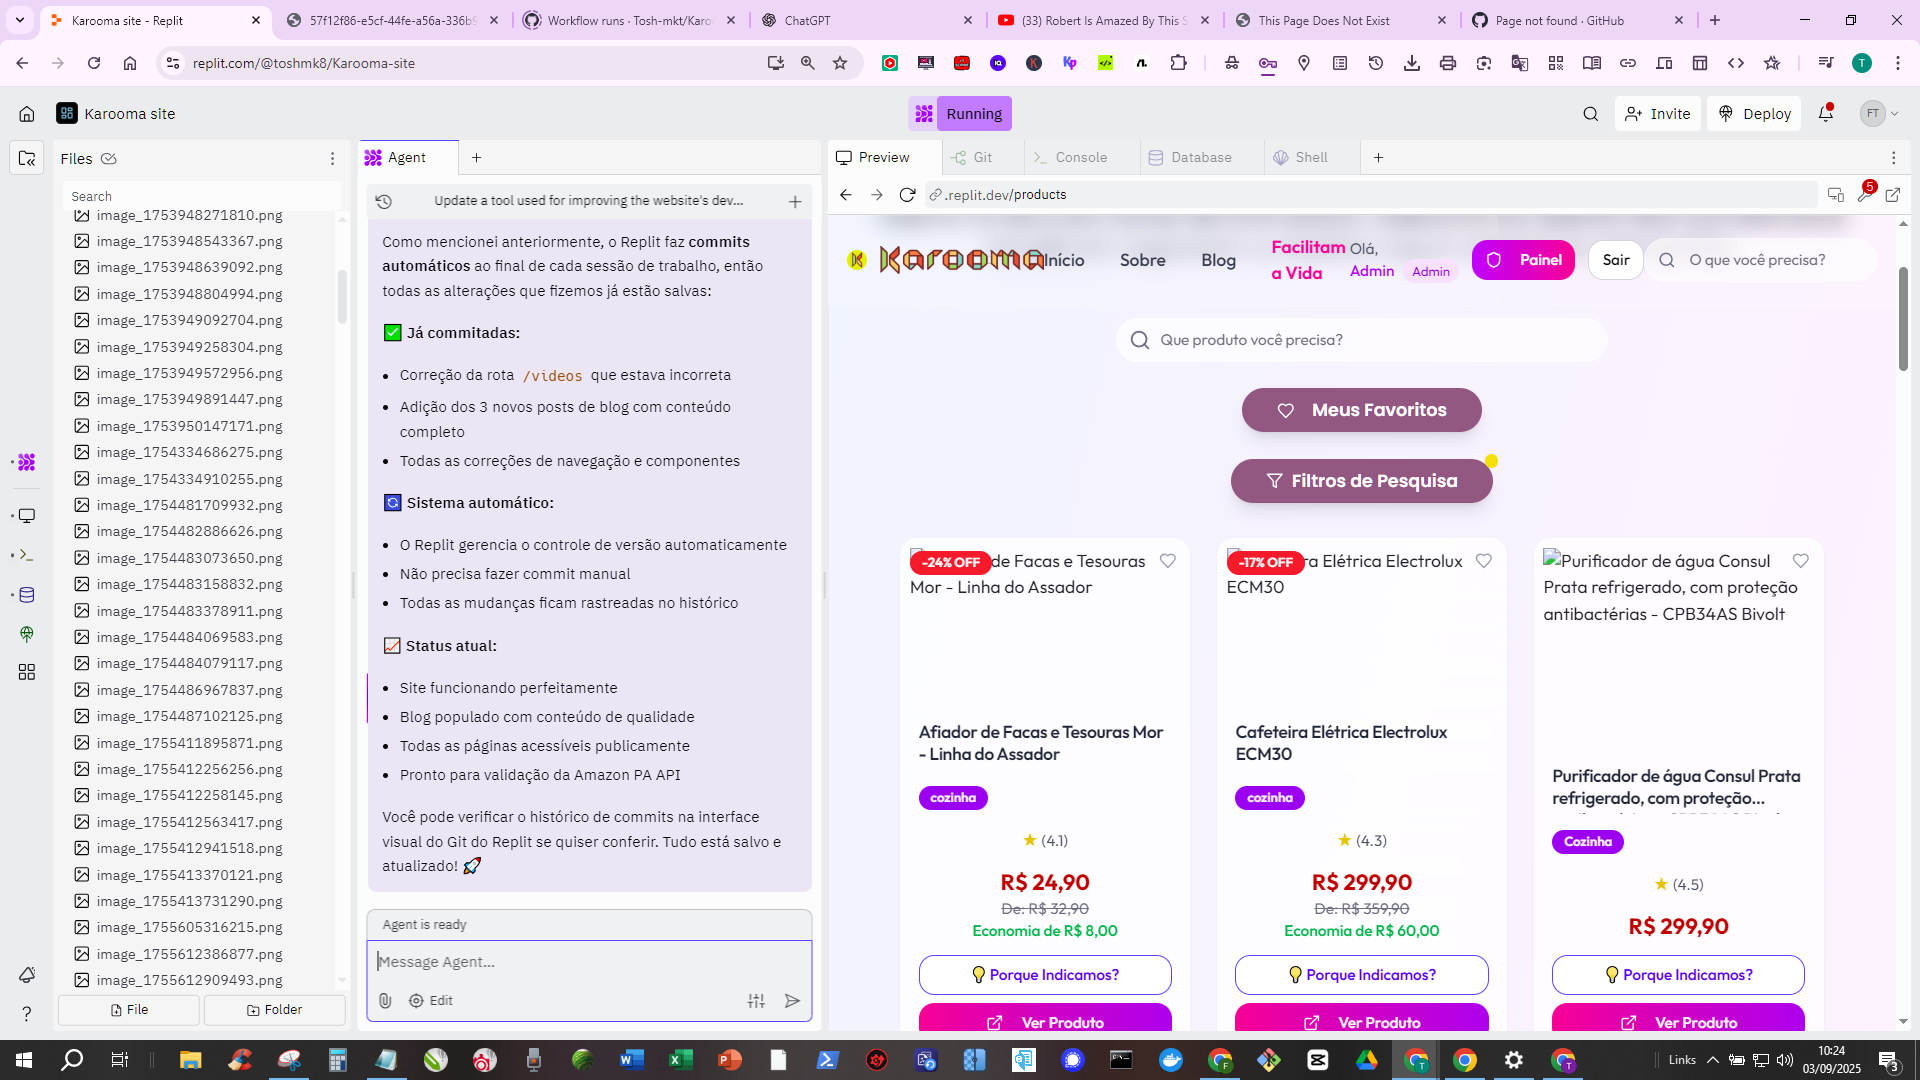 Karooma site - Replit
57f12f86-e5cf-44fe-a56a-336b9
Workflow runs · Tosh-mkt/Karo
ChatGPT
(33) Robert Is Amazed By This S
This Page Does Not Exist
Page not found · GitHub
replit.com/@toshmk8/Karooma-site
T
Karooma site
Running
Invite
Deploy
FT
Files
Search
image_1753948271810.png
image_1753948543367.png
image_1753948639092.png
image_1753948804994.png
image_1753949092704.png
image_1753949258304.png
image_1753949572956.png
image_1753949891447.png
image_1753950147171.png
image_1754334686275.png
image_1754334910255.png
image_1754481709932.png
image_1754482886626.png
image_1754483073650.png
image_1754483158832.png
image_1754483378911.png
image_1754484069583.png
image_1754484079117.png
image_1754486967837.png
image_1754487102125.png
image_1755411895871.png
image_1755412256256.png
image_1755412258145.png
image_1755412563417.png
image_1755412941518.png
image_1755413370121.png
image_1755413731290.png
image_1755605316215.png
image_1755612386877.png
image_1755612909493.png
File
Folder
Agent
Update a tool used for improving the website's dev...
Como mencionei anteriormente, o Replit faz commits
automáticos ao final de cada sessão de trabalho, então
todas as alterações que fizemos já estão salvas:
✅ Já commitadas:
• Correção da rota /videos que estava incorreta
• Adição dos 3 novos posts de blog com conteúdo
completo
• Todas as correções de navegação e componentes
🔄 Sistema automático:
• O Replit gerencia o controle de versão automaticamente
• Não precisa fazer commit manual
• Todas as mudanças ficam rastreadas no histórico
📈 Status atual:
• Site funcionando perfeitamente
• Blog populado com conteúdo de qualidade
• Todas as páginas acessíveis publicamente
• Pronto para validação da Amazon PA API
Você pode verificar o histórico de commits na interface
visual do Git do Replit se quiser conferir. Tudo está salvo e
atualizado! 🚀
Agent is ready
Message Agent...
Edit
Preview
Git
Console
Database
Shell
.replit.dev/products
5
Karooma
Início
Sobre
Blog
Facilitam
a Vida
Olá,
Admin
Admin
Painel
Sair
O que você precisa?
Que produto você precisa?
Meus Favoritos
Filtros de Pesquisa
-24% OFF
de Facas e Tesouras
Mor - Linha do Assador
Afiador de Facas e Tesouras Mor
- Linha do Assador
cozinha
★ (4.1)
R$ 24,90
De: R$ 32,90
Economia de R$ 8,00
💡 Porque Indicamos?
Ver Produto
-17% OFF
ra Elétrica Electrolux
ECM30
Cafeteira Elétrica Electrolux
ECM30
cozinha
★ (4.3)
R$ 299,90
De: R$ 359,90
Economia de R$ 60,00
💡 Porque Indicamos?
Ver Produto
Purificador de água Consul
Prata refrigerado, com proteção
antibactérias - CPB34AS Bivolt
Purificador de água Consul Prata
refrigerado, com proteção...
Cozinha
★ (4.5)
R$ 299,90
💡 Porque Indicamos?
Ver Produto
Links
10:24
03/09/2025
3